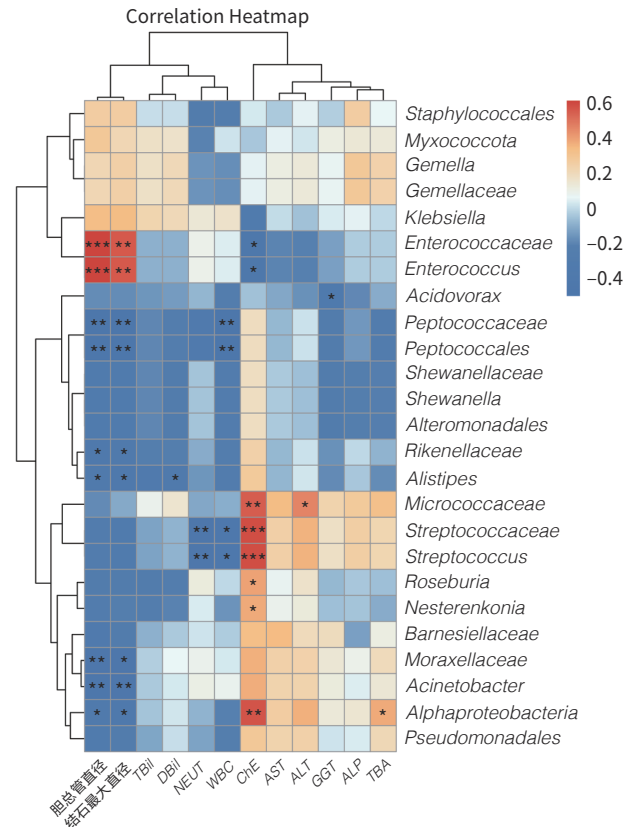 Correlation Heatmap
0.6
0.4
0.2
0
−0.2
−0.4
Staphylococcales
Myxococcota
Gemella
Gemellaceae
Klebsiella
*** ** * Enterococcaceae
*** ** * Enterococcus
* Acidovorax
** ** ** Peptococcaceae
** ** ** Peptococcales
Shewanellaceae
Shewanella
Alteromonadales
* * Rikenellaceae
* * * Alistipes
** * Micrococcaceae
** * *** Streptococcaceae
** * *** Streptococcus
* Roseburia
* Nesterenkonia
Barnesiellaceae
** * Moraxellaceae
** ** Acinetobacter
* * ** * Alphaproteobacteria
Pseudomonadales
胆总管直径
结石最大直径
TBil
DBil
NEUT
WBC
ChE
AST
ALT
GGT
ALP
TBA